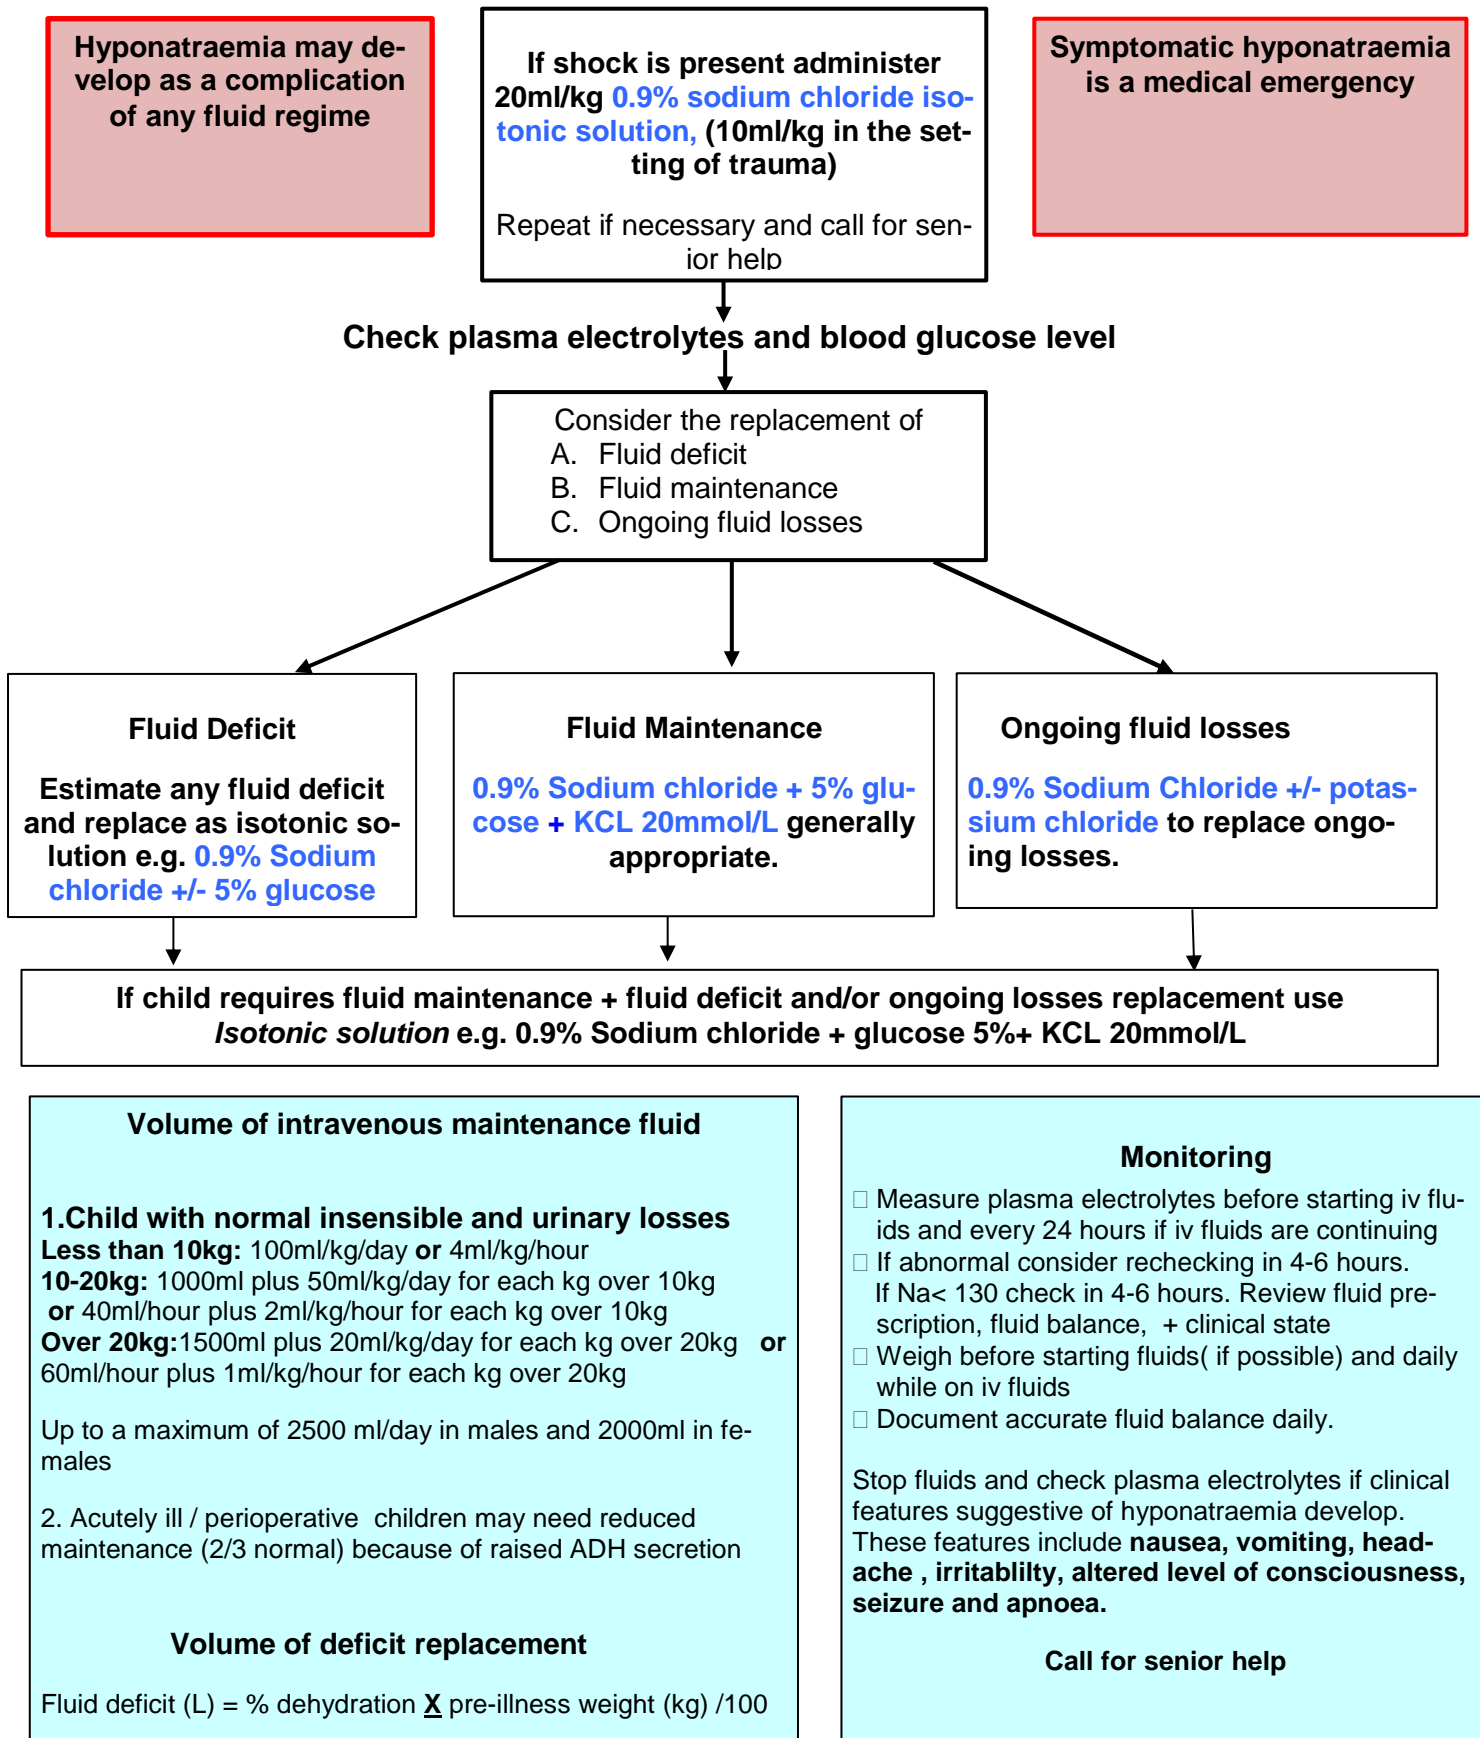 Hyponatraemia may de-
velop as a complication
of any fluid regime
If shock is present administer
20ml/kg 0.9% sodium chloride iso-
tonic solution, (10ml/kg in the set-
ting of trauma)
Repeat if necessary and call for sen-
ior help
Symptomatic hyponatraemia
is a medical emergency
Check plasma electrolytes and blood glucose level
Consider the replacement of
A. Fluid deficit
B. Fluid maintenance
C. Ongoing fluid losses
Fluid Deficit
Estimate any fluid deficit
and replace as isotonic so-
lution e.g. 0.9% Sodium
chloride +/- 5% glucose
Fluid Maintenance
0.9% Sodium chloride + 5% glu-
cose + KCL 20mmol/L generally
appropriate.
Ongoing fluid losses
0.9% Sodium Chloride +/- potas-
sium chloride to replace ongo-
ing losses.
If child requires fluid maintenance + fluid deficit and/or ongoing losses replacement use
Isotonic solution e.g. 0.9% Sodium chloride + glucose 5%+ KCL 20mmol/L
Volume of intravenous maintenance fluid
1.Child with normal insensible and urinary losses
Less than 10kg: 100ml/kg/day or 4ml/kg/hour
10-20kg: 1000ml plus 50ml/kg/day for each kg over 10kg
or 40ml/hour plus 2ml/kg/hour for each kg over 10kg
Over 20kg:1500ml plus 20ml/kg/day for each kg over 20kg or
60ml/hour plus 1ml/kg/hour for each kg over 20kg
Up to a maximum of 2500 ml/day in males and 2000ml in fe-
males
2. Acutely ill / perioperative children may need reduced
maintenance (2/3 normal) because of raised ADH secretion
Volume of deficit replacement
Fluid deficit (L) = % dehydration X pre-illness weight (kg) /100
Monitoring
Measure plasma electrolytes before starting iv flu-
ids and every 24 hours if iv fluids are continuing
If abnormal consider rechecking in 4-6 hours.
If Na< 130 check in 4-6 hours. Review fluid pre-
scription, fluid balance, + clinical state
Weigh before starting fluids( if possible) and daily
while on iv fluids
Document accurate fluid balance daily.
Stop fluids and check plasma electrolytes if clinical
features suggestive of hyponatraemia develop.
These features include nausea, vomiting, head-
ache , irritablilty, altered level of consciousness,
seizure and apnoea.
Call for senior help